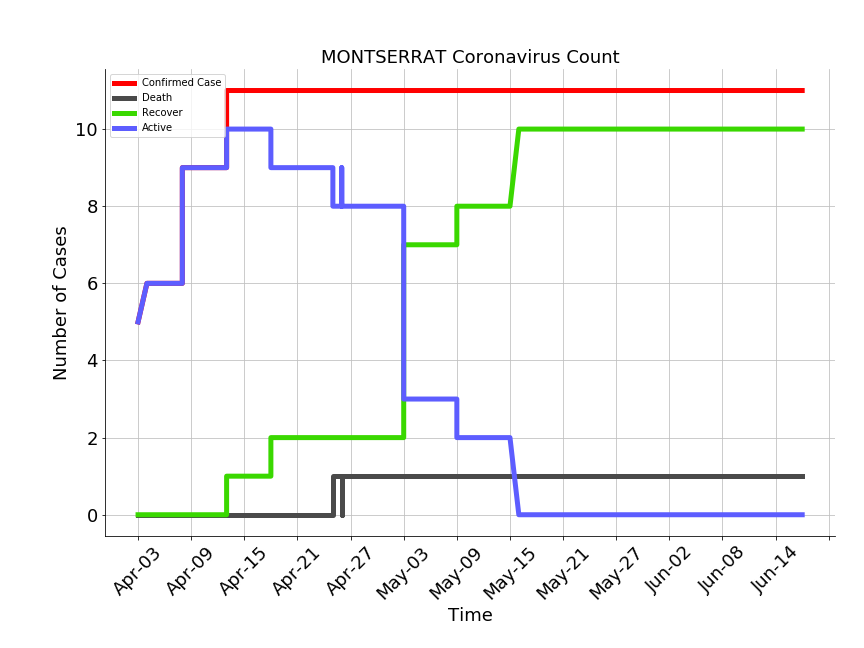 MONTSERRAT Coronavirus Count
Confirmed Case
Death
Recover
Active
Number of Cases
10
8
6
4
2
0
Apr-03
Apr-09
Apr-15
Apr-21
Apr-27
May-03
May-09
May-15
May-21
May-27
Jun-02
Jun-08
Jun-14
Time